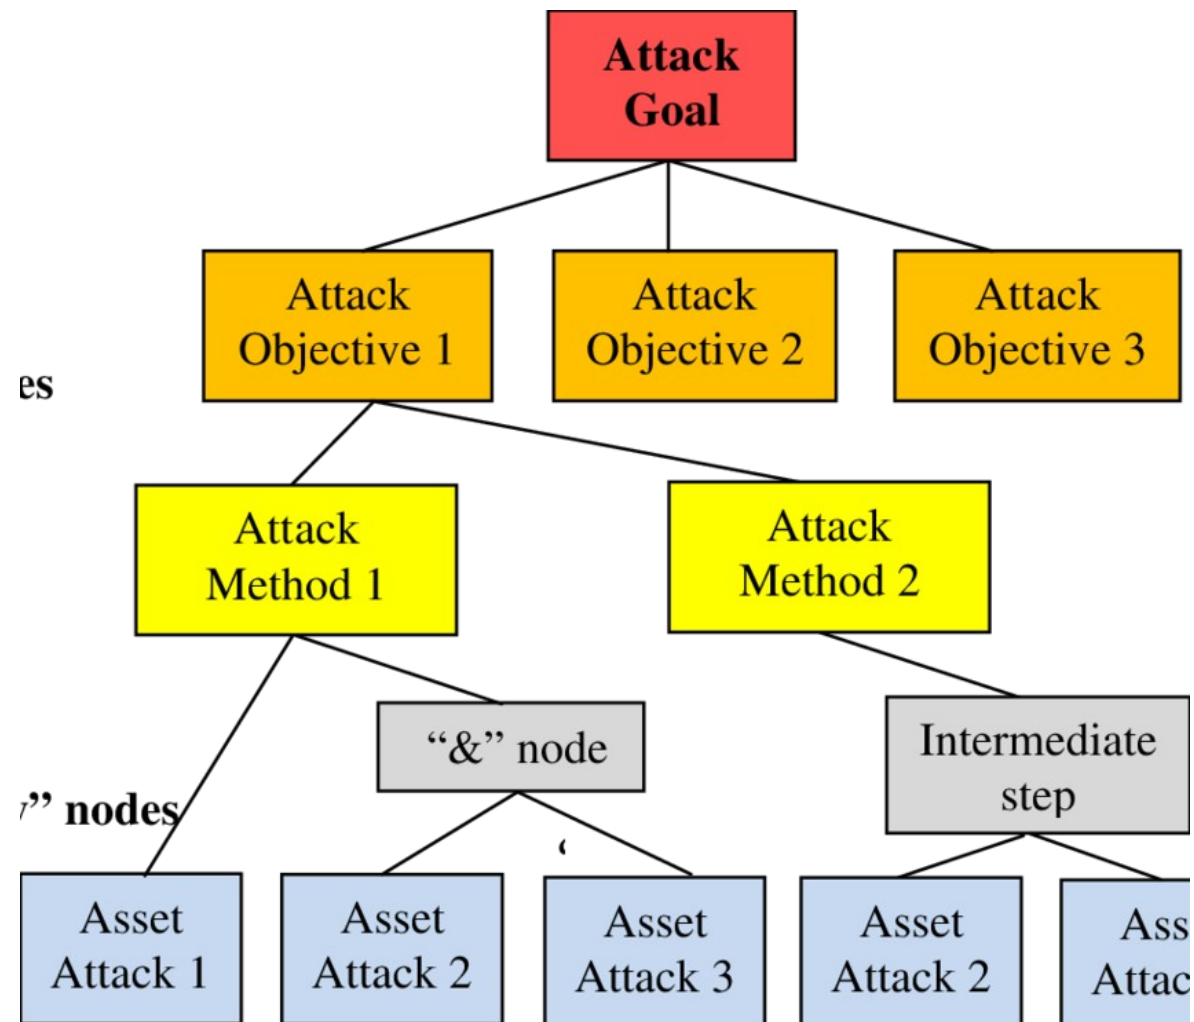 Attack
Goal
Attack
Objective 1
Attack
Objective 2
Attack
Objective 3
Attack
Method 1
Attack
Method 2
“&” node
Intermediate
step
nodes
Asset
Attack 1
Asset
Attack 2
Asset
Attack 3
Asset
Attack 2